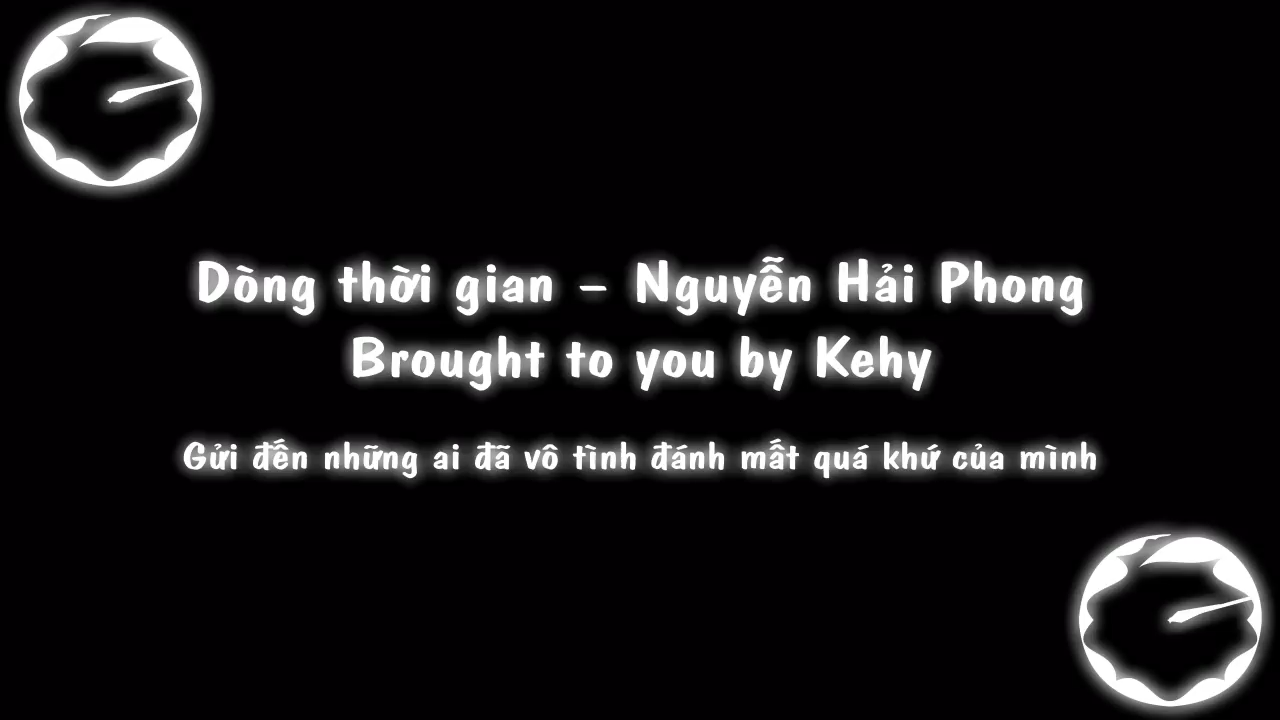 Dòng thời gian – Nguyễn Hải Phong
Brought to you by Kehy
Gửi đến những ai đã vô tình đánh mất quá khứ của mình